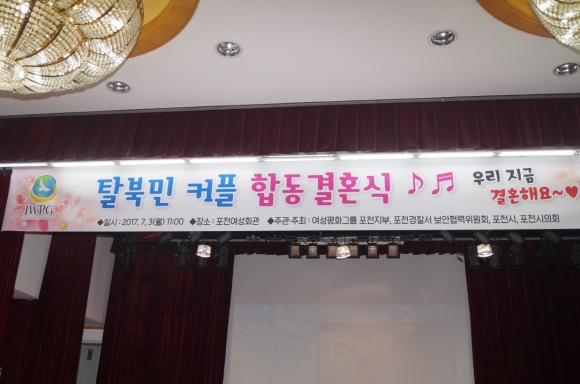 IWPG
탈북민 커플 합동결혼식 ♪♬
우리 지금
결혼해요~♥
◆일시 : 2017. 7. 3(월) 11:00 ◆장소 : 포천여성회관 ◆주관·주최 : 여성평화그룹 포천지부, 포천경찰서 보안협력위원회, 포천시, 포천시의회